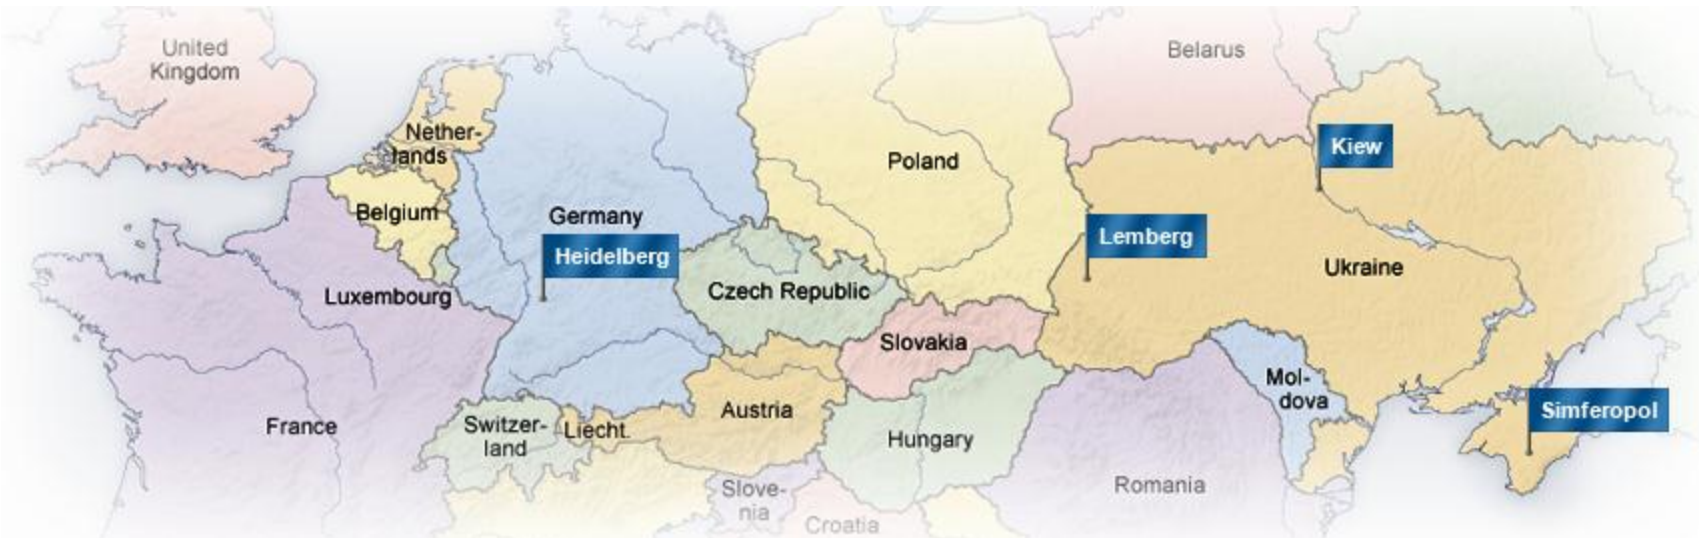 United
Kingdom
Belarus
Nether-
lands
Kiew
Poland
Belgium
Germany
Lemberg
Heidelberg
Ukraine
Czech Republic
Luxembourg
Slovakia
Mol-
dova
Simferopol
Austria
France
Switzer-
land
Liecht.
Hungary
Romania
Slove-
nia
Croatia